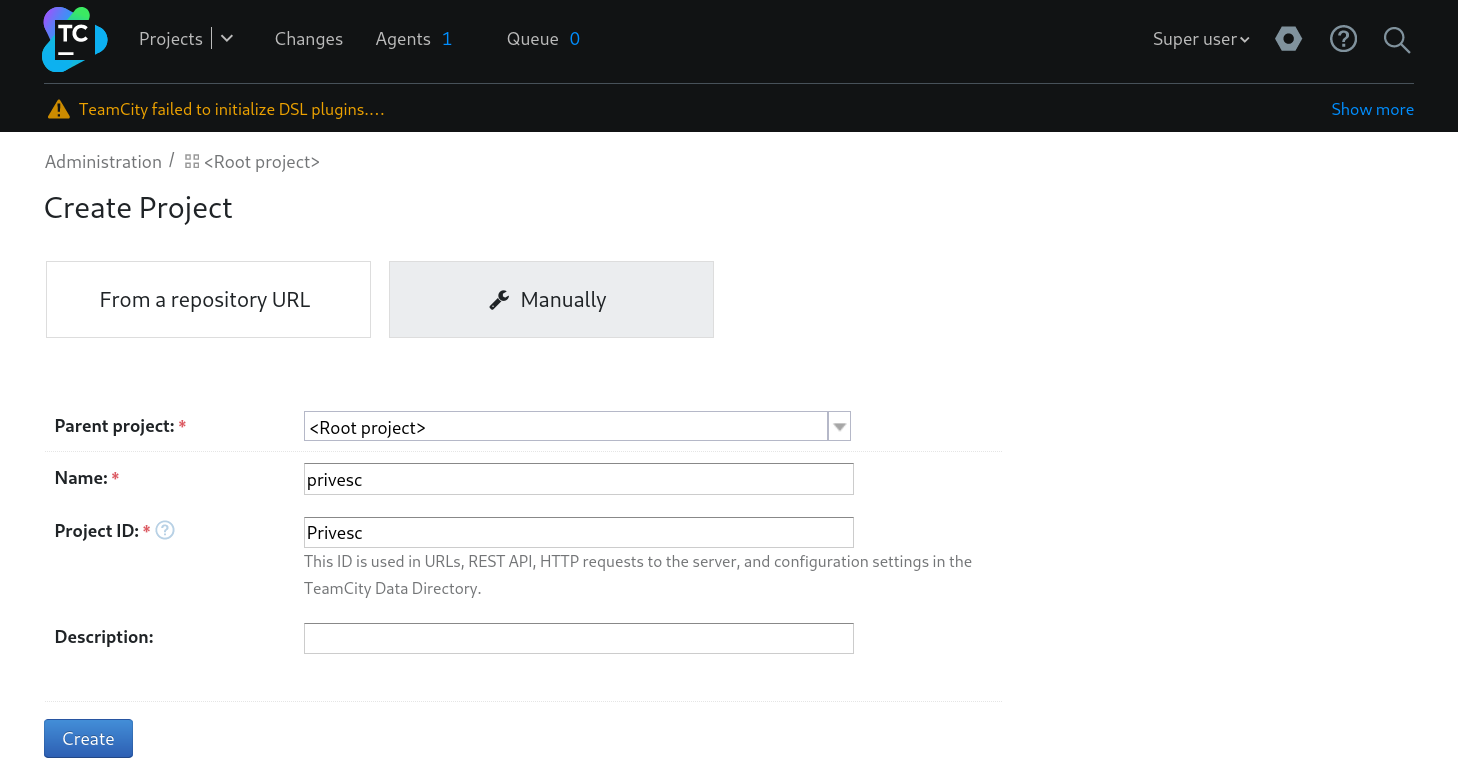 TC Projects Changes Agents 1 Queue 0 Super user
TeamCity failed to initialize DSL plugins.... Show more
Administration / <Root project>
Create Project
From a repository URL Manually
Parent project: * <Root project>
Name: * privesc
Project ID: * ? Privesc
This ID is used in URLs, REST API, HTTP requests to the server, and configuration settings in the
TeamCity Data Directory.
Description:
Create